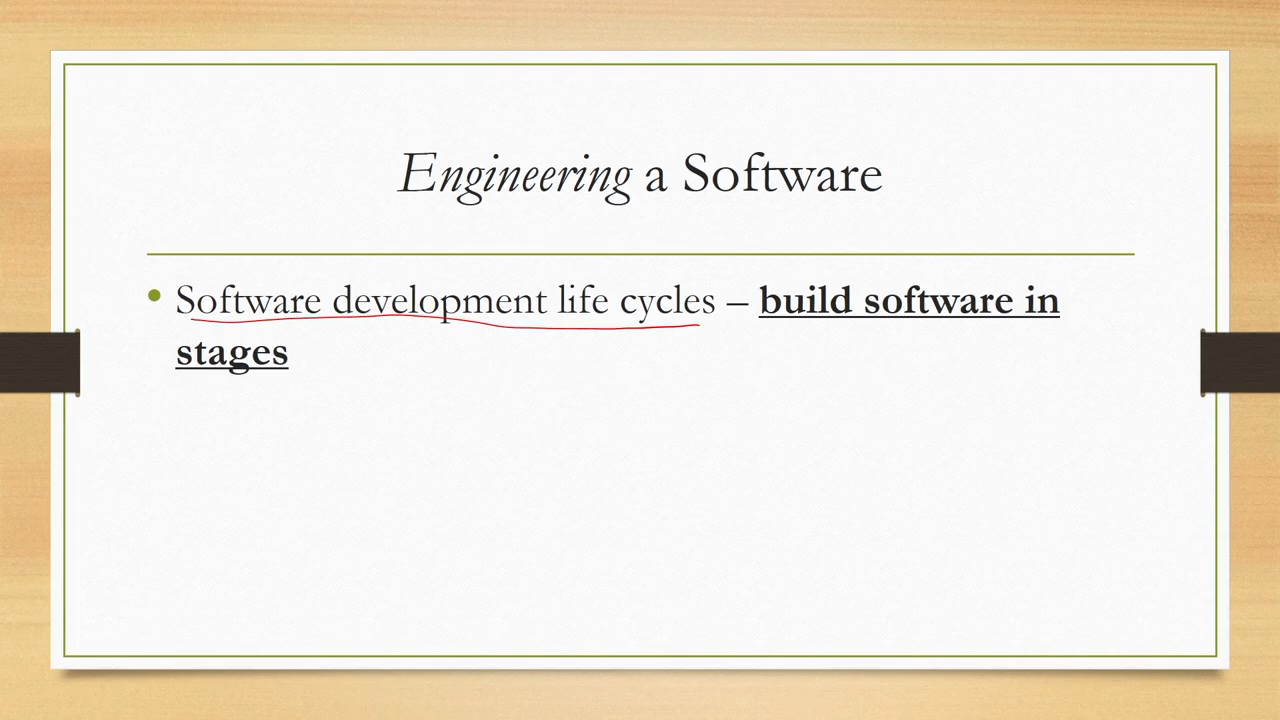 Engineering a Software
• Software development life cycles – build software in
stages